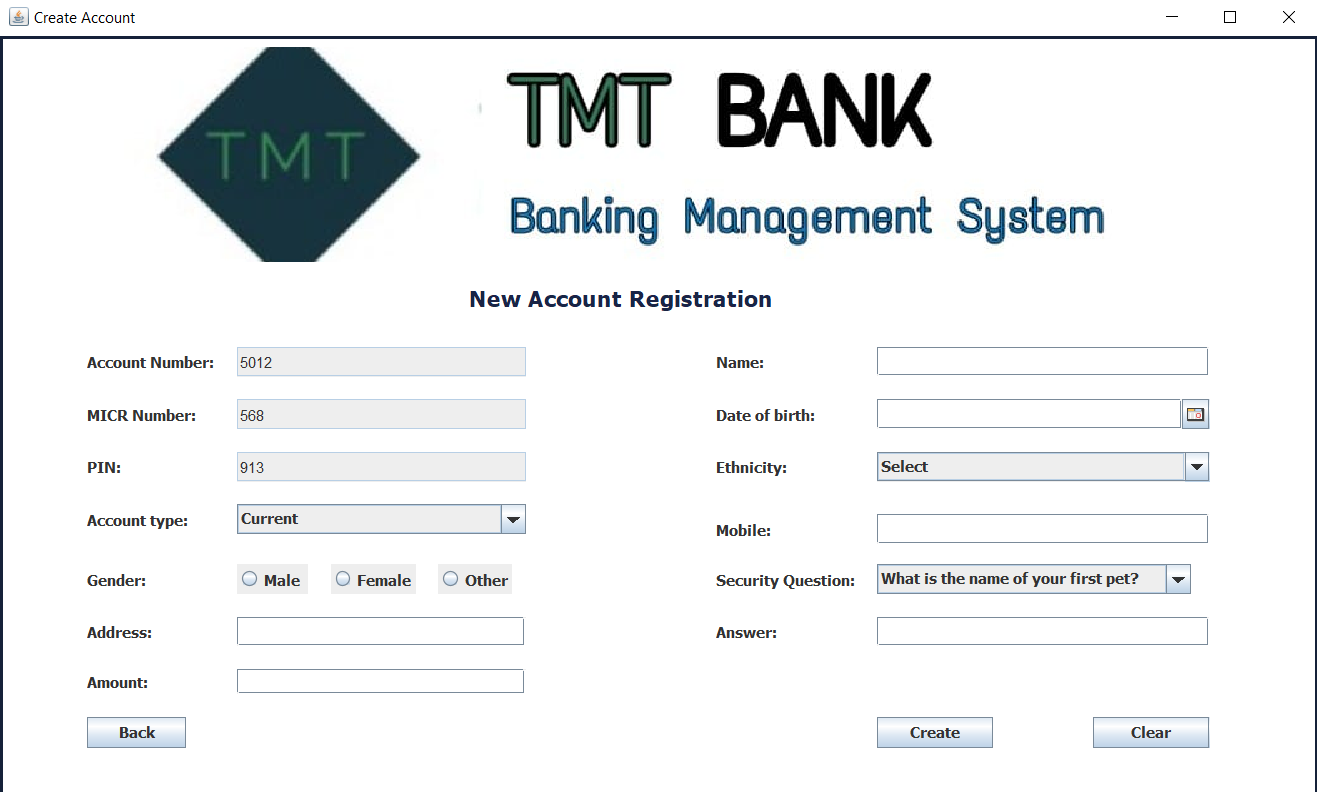 Create Account
TMT
TMT BANK
Banking Management System
New Account Registration
Account Number: 5012
Name:
MICR Number: 568
Date of birth:
PIN: 913
Ethnicity: Select
Account type: Current
Mobile:
Gender: Male Female Other
Security Question: What is the name of your first pet?
Address:
Answer:
Amount:
Back Create Clear